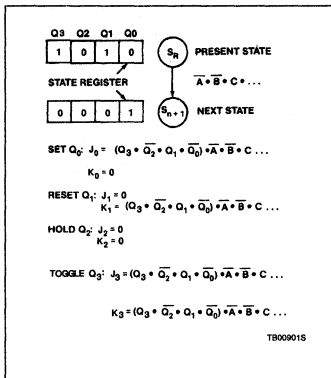 Q3 Q2 Q1 Q0
1 0 1 0
S_R PRESENT STATE
STATE REGISTER
A̅ • B̅ • C • ...
0 0 0 1
S_{n+1} NEXT STATE
SET Q₀: J₀ = (Q₃ • Q̅₂ • Q₁ • Q̅₀) • A̅ • B̅ • C ...
K₀ = 0
RESET Q₁: J₁ = 0
K₁ = (Q₃ • Q̅₂ • Q₁ • Q̅₀) • A̅ • B̅ • C ...
HOLD Q₂: J₂ = 0
K₂ = 0
TOGGLE Q₃: J₃ = (Q₃ • Q̅₂ • Q₁ • Q̅₀) • A̅ • B̅ • C ...
K₃ = (Q₃ • Q̅₂ • Q₁ • Q̅₀) • A̅ • B̅ • C ...
TB00901S